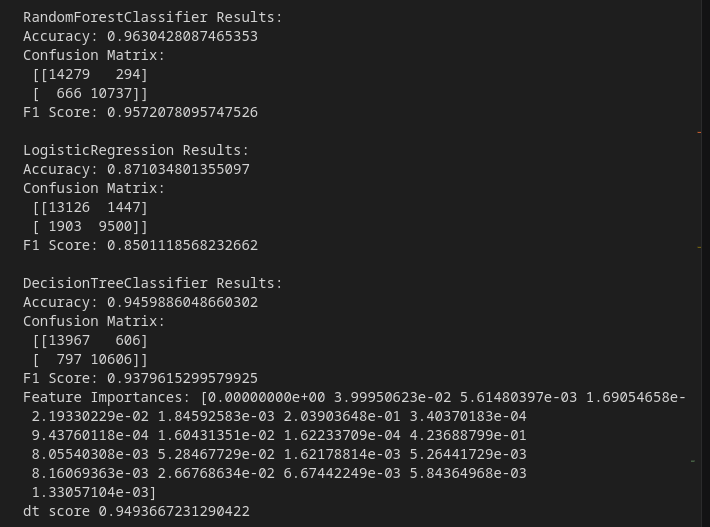 RandomForestClassifier Results:
Accuracy: 0.9630428087465353
Confusion Matrix:
[[14279   294]
[  666 10737]]
F1 Score: 0.9572078095747526
LogisticRegression Results:
Accuracy: 0.871034801355097
Confusion Matrix:
[[13126  1447]
[ 1903  9500]]
F1 Score: 0.8501118568232662
DecisionTreeClassifier Results:
Accuracy: 0.9459886048660302
Confusion Matrix:
[[13967   606]
[  797 10606]]
F1 Score: 0.9379615299579925
Feature Importances: [0.00000000e+00 3.99950623e-02 5.61480397e-03 1.69054658e-
2.19330229e-02 1.84592583e-03 2.03903648e-01 3.40370183e-04
9.43760118e-04 1.60431351e-02 1.62233709e-04 4.23688799e-01
8.05540308e-03 5.28467729e-02 1.62178814e-03 5.26441729e-03
8.16069363e-03 2.66768634e-02 6.67442249e-03 5.84364968e-03
1.33057104e-03]
dt score 0.9493667231290422